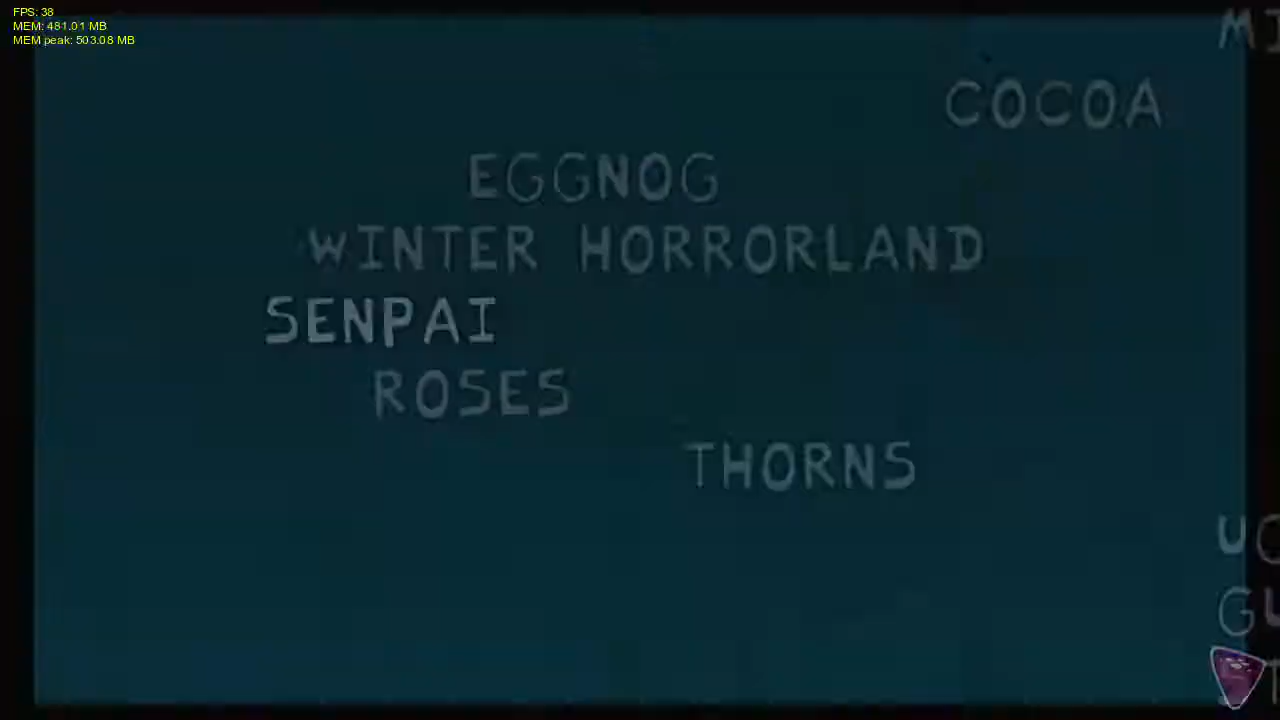 FPS: 38
MEM: 481.01 MB
MEM peak: 503.08 MB
COCOA
EGGNOG
WINTER HORRORLAND
SENPAI
ROSES
THORNS